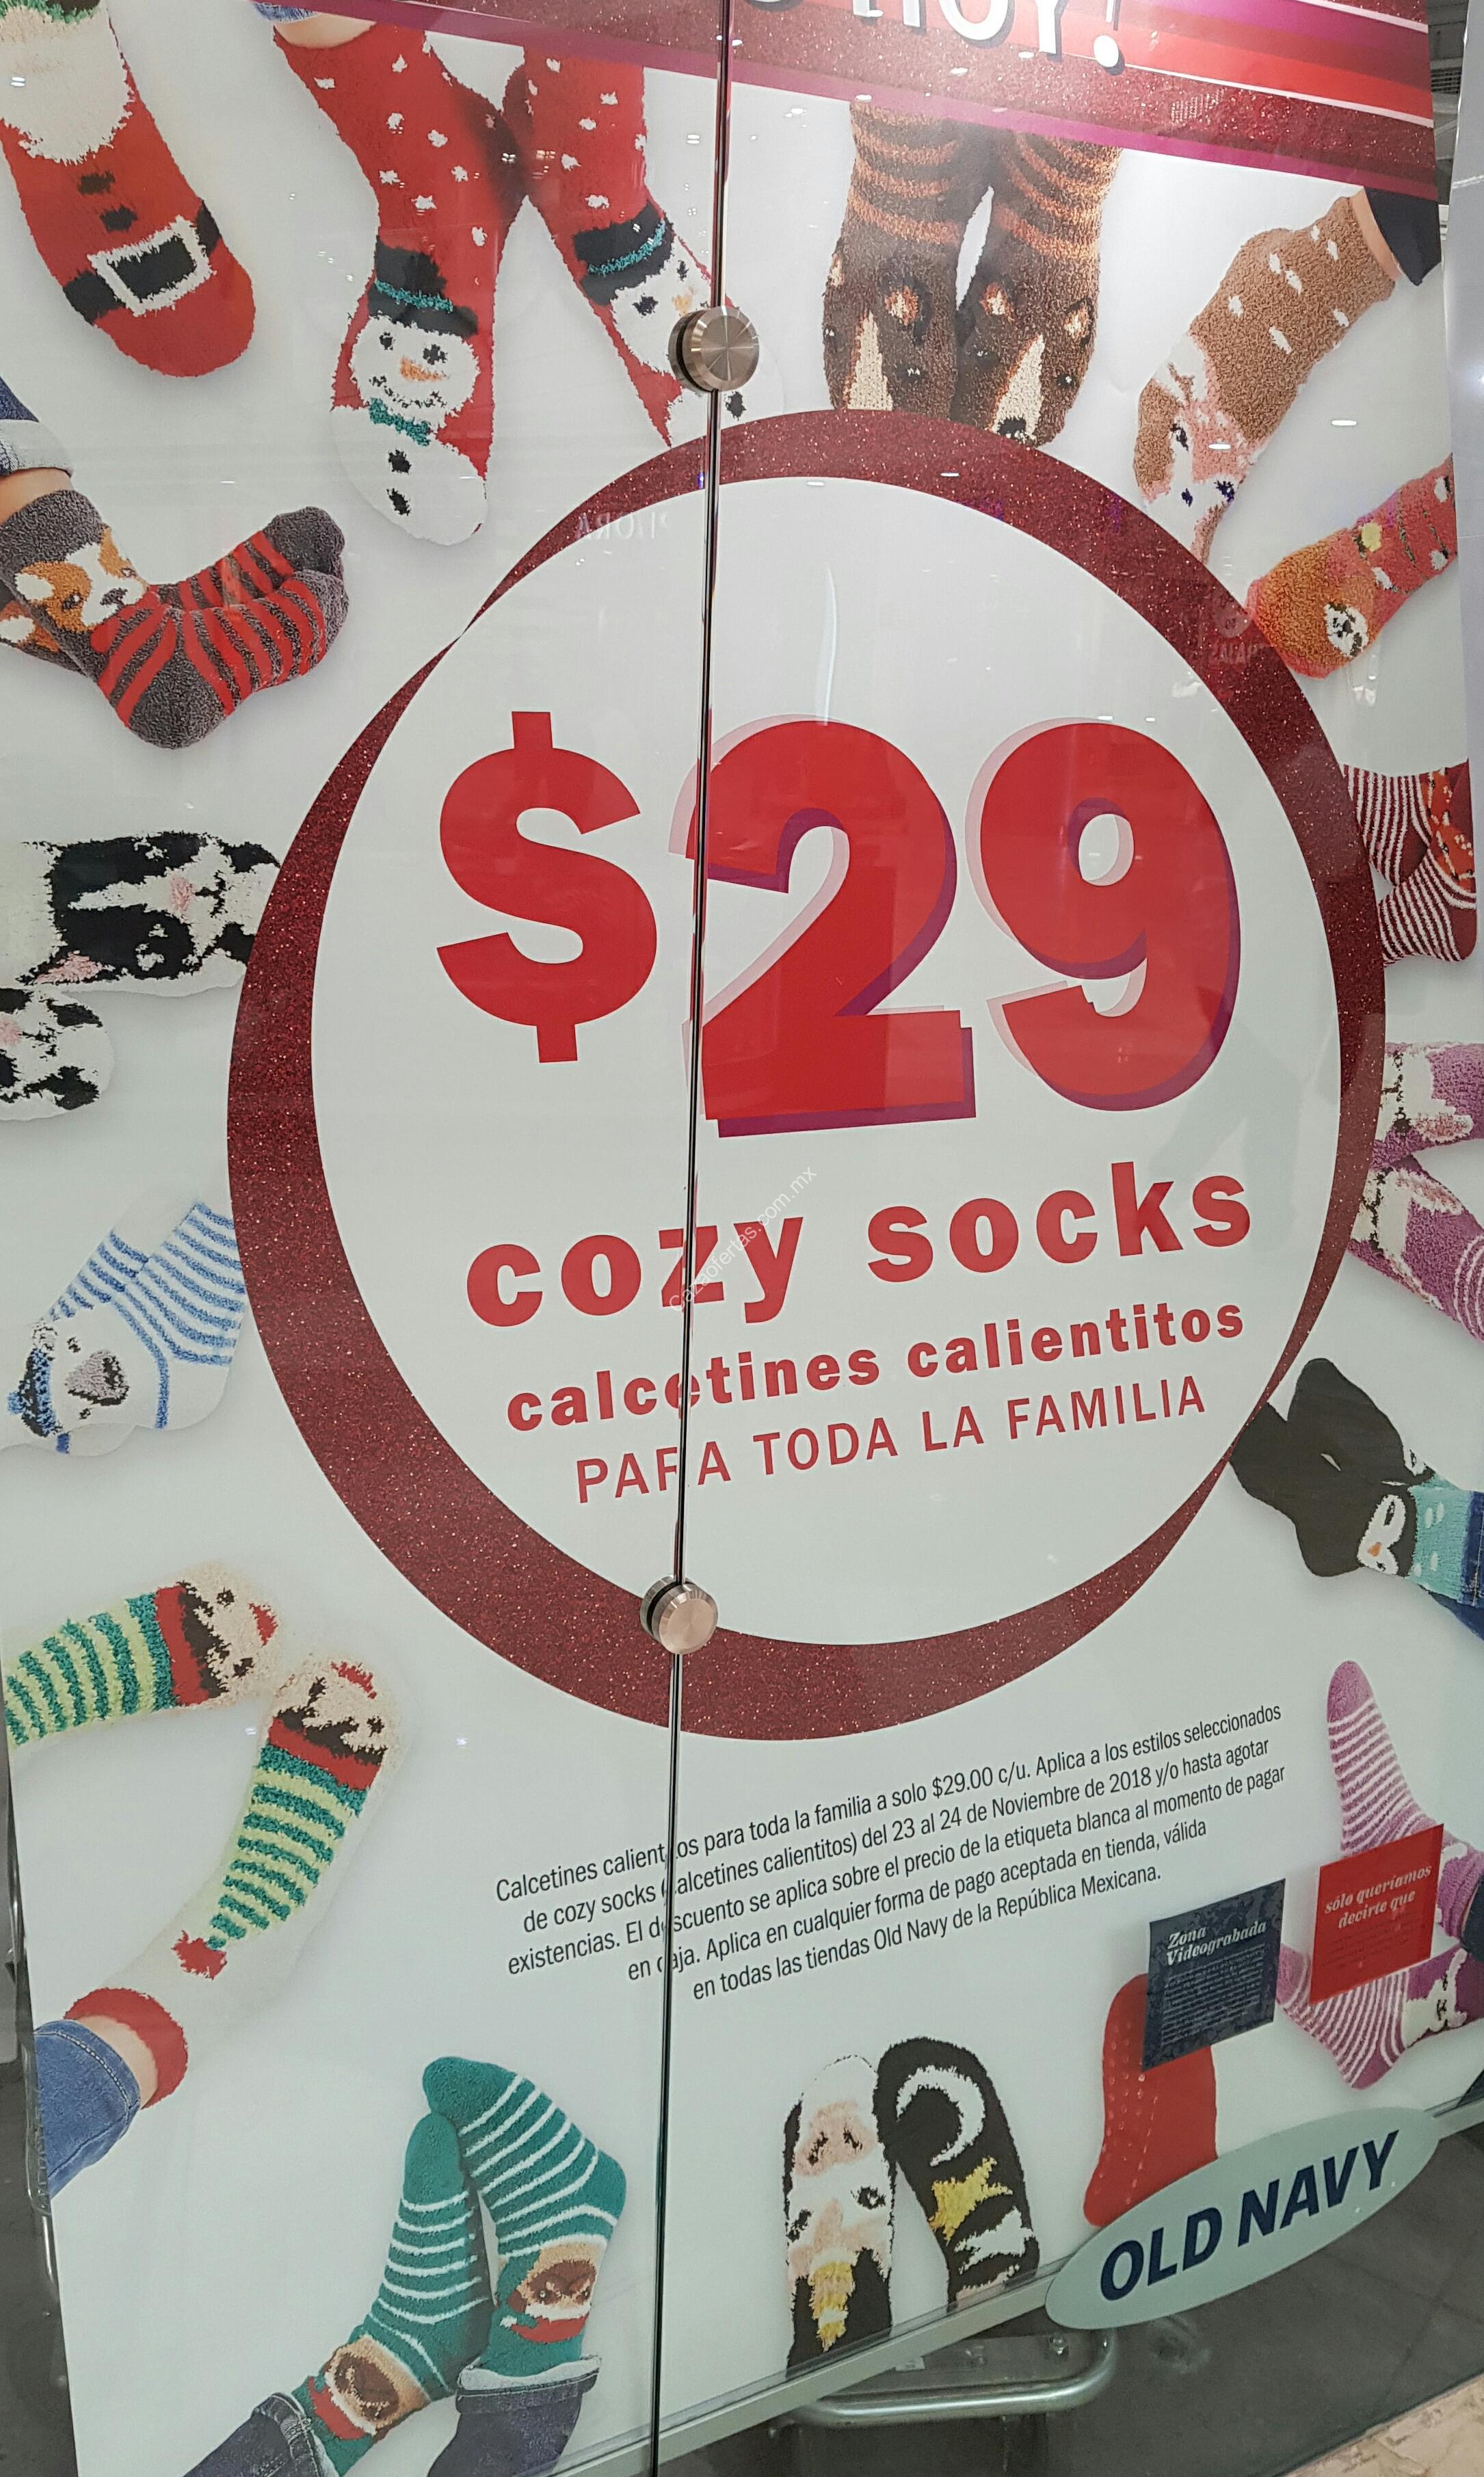 HOY!
$29
cozy socks
calcetines calientitos
PARA TODA LA FAMILIA
cazaofertas.com.mx
Calcetines calientitos para toda la familia a solo $29.00 c/u. Aplica a los estilos seleccionados
de cozy socks (calcetines calientitos) del 23 al 24 de Noviembre de 2018 y/o hasta agotar
existencias. El descuento se aplica sobre el precio de la etiqueta blanca al momento de pagar
en caja. Aplica en cualquier forma de pago aceptada en tienda, válida
en todas las tiendas Old Navy de la República Mexicana.
Zona
Videograbada
sólo queríamos
decirte que
OLD NAVY